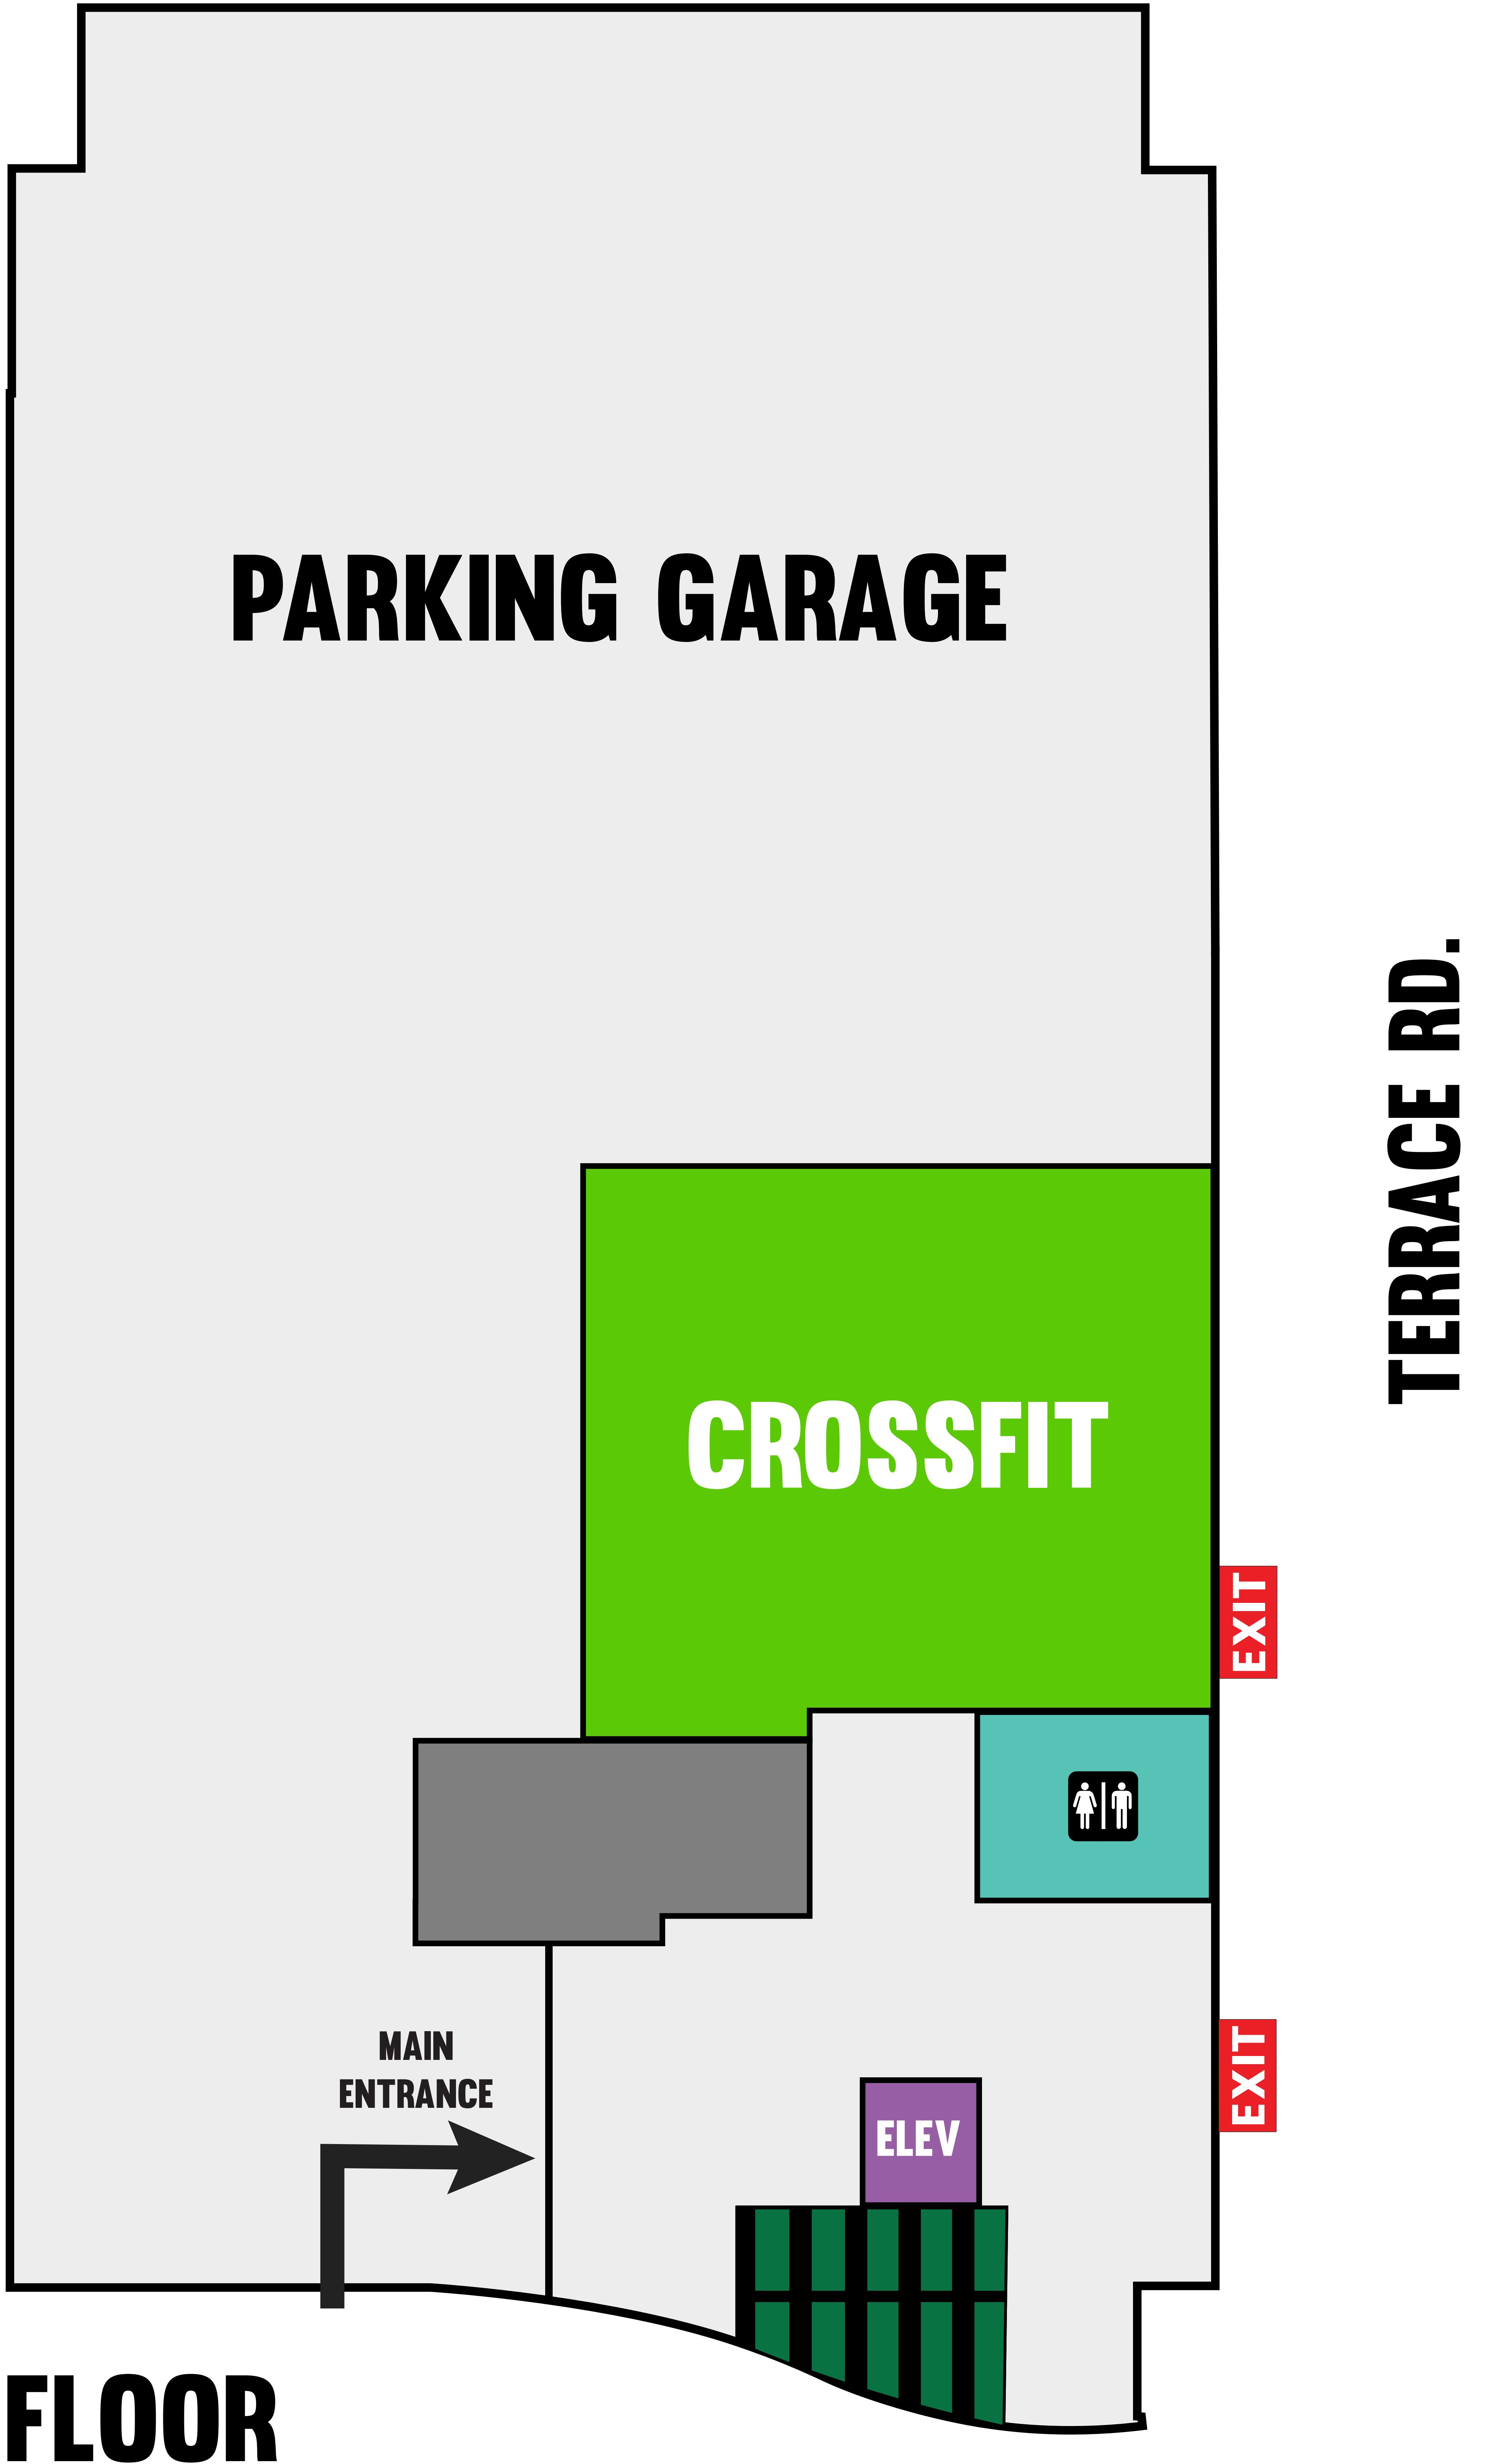 PARKING GARAGE
TERRACE RD.
CROSSFIT
EXIT
MAIN
ENTRANCE
EXIT
ELEV
FLOOR